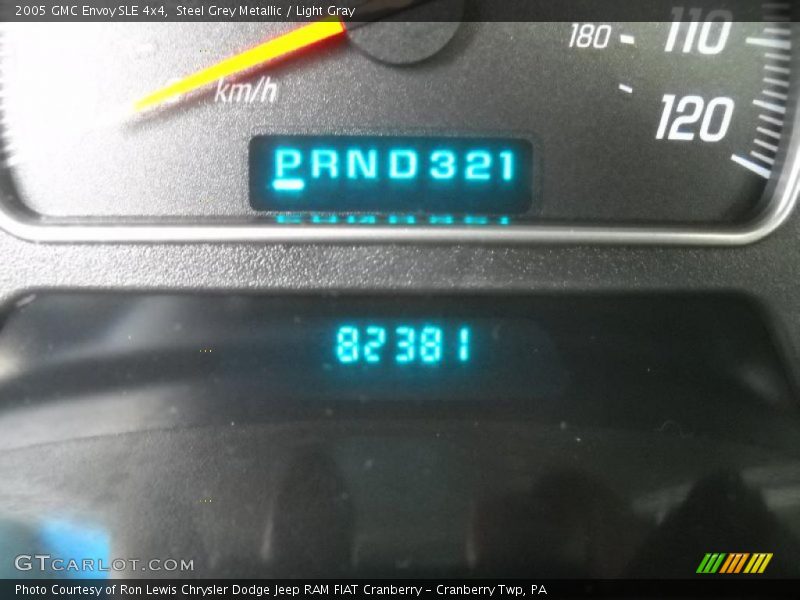 2005 GMC Envoy SLE 4x4, Steel Grey Metallic / Light Gray
180
110
km/h
120
PRND321
82381
GTCARLOT.COM
Photo Courtesy of Ron Lewis Chrysler Dodge Jeep RAM FIAT Cranberry - Cranberry Twp, PA